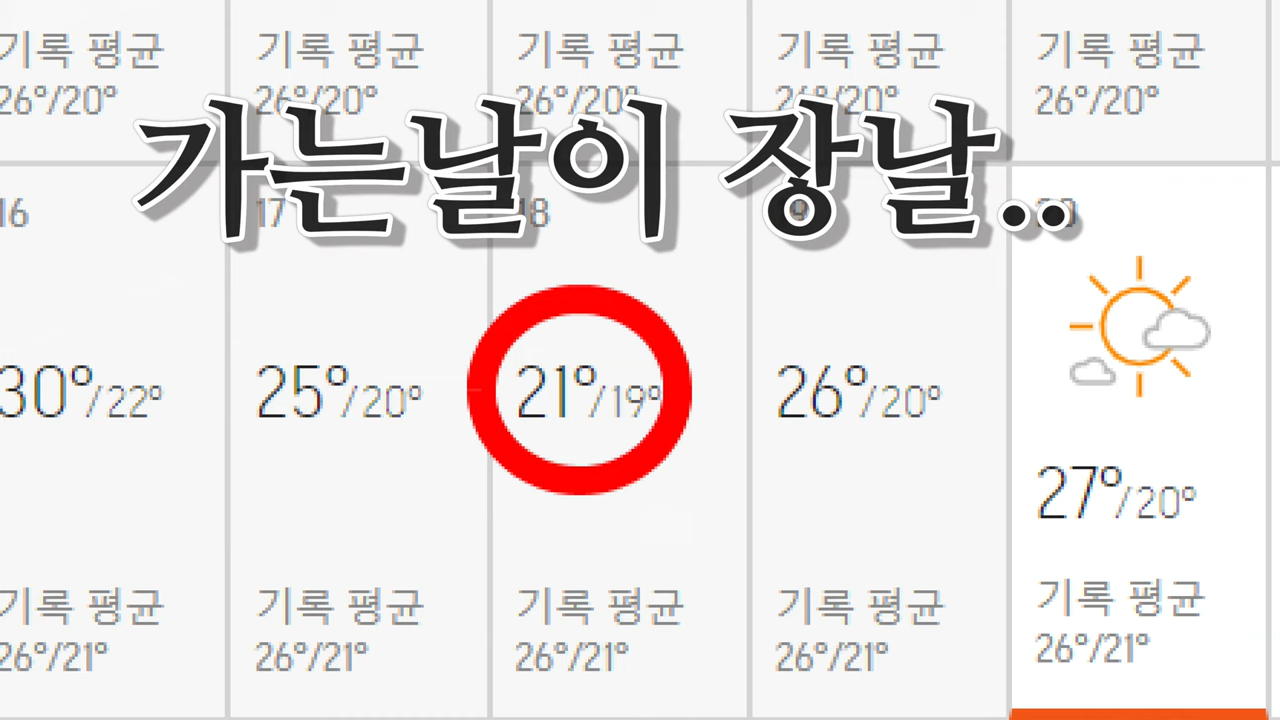 기록 평균 기록 평균 기록 평균 기록 평균 기록 평균
26°/20° 26°/20° 26°/20° 26°/20° 26°/20°
가는날이 장날..
16 17 18 19 20
30°/22° 25°/20° 21°/19° 26°/20°
27°/20°
기록 평균 기록 평균 기록 평균 기록 평균 기록 평균
26°/21° 26°/21° 26°/21° 26°/21° 26°/21°